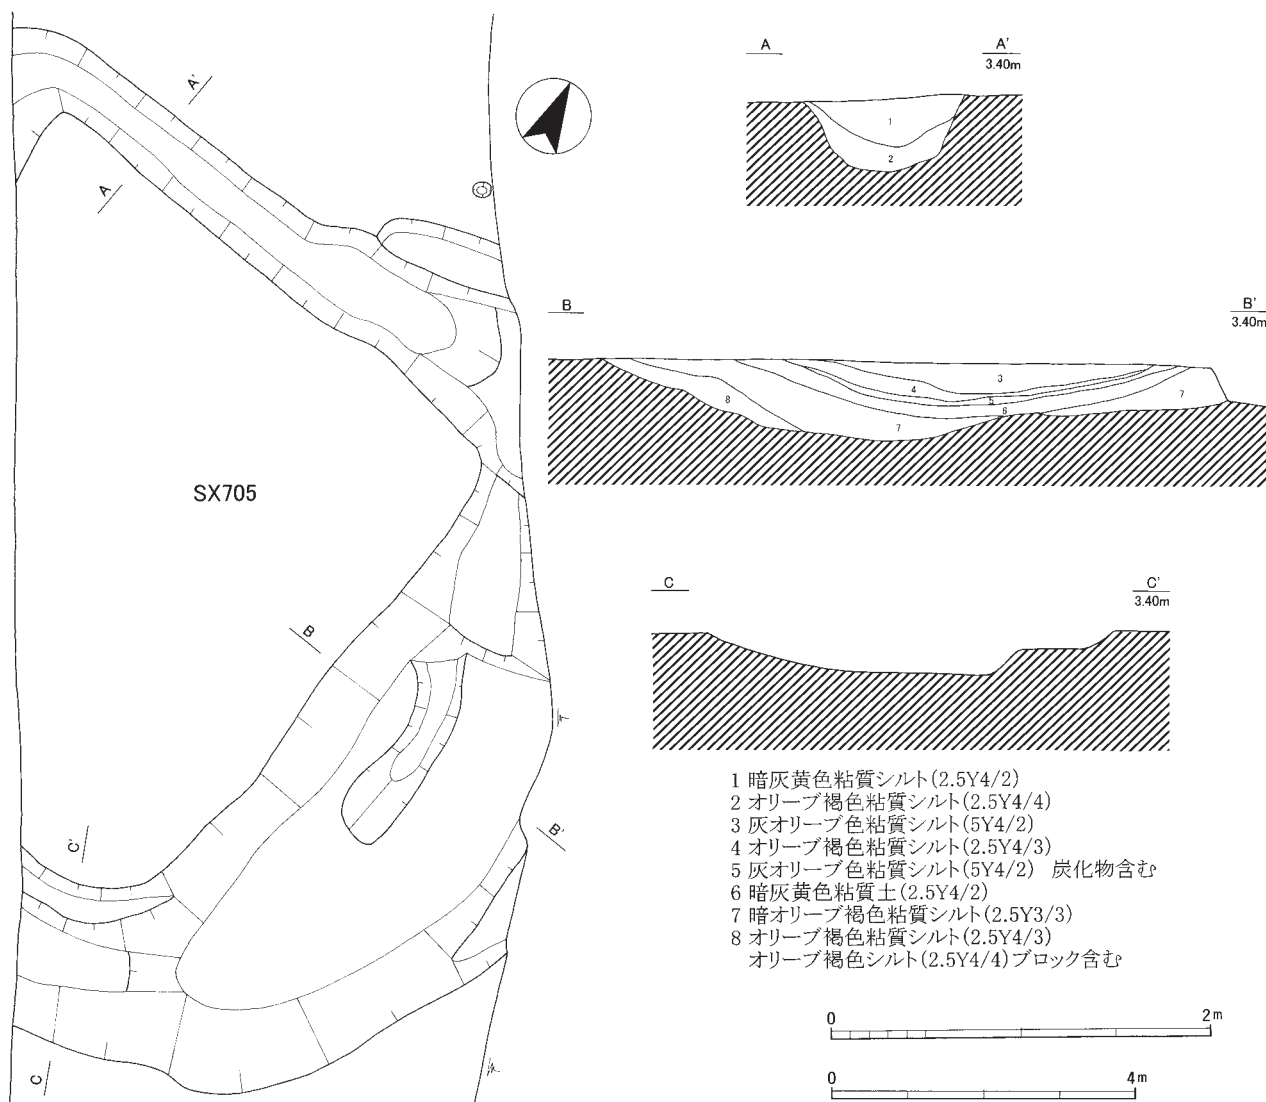 A'
A
SX705
B
B'
C'
C
A A'
3.40m
1
2
B B'
3.40m
3
4
5
6
7
8
7
C C'
3.40m
1 暗灰黄色粘質シルト(2.5Y4/2)
2 オリーブ褐色粘質シルト(2.5Y4/4)
3 灰オリーブ色粘質シルト(5Y4/2)
4 オリーブ褐色粘質シルト(2.5Y4/3)
5 灰オリーブ色粘質シルト(5Y4/2) 炭化物含む
6 暗灰黄色粘質土(2.5Y4/2)
7 暗オリーブ褐色粘質シルト(2.5Y3/3)
8 オリーブ褐色粘質シルト(2.5Y4/3)
オリーブ褐色シルト(2.5Y4/4)ブロック含む
0 2m
0 4m